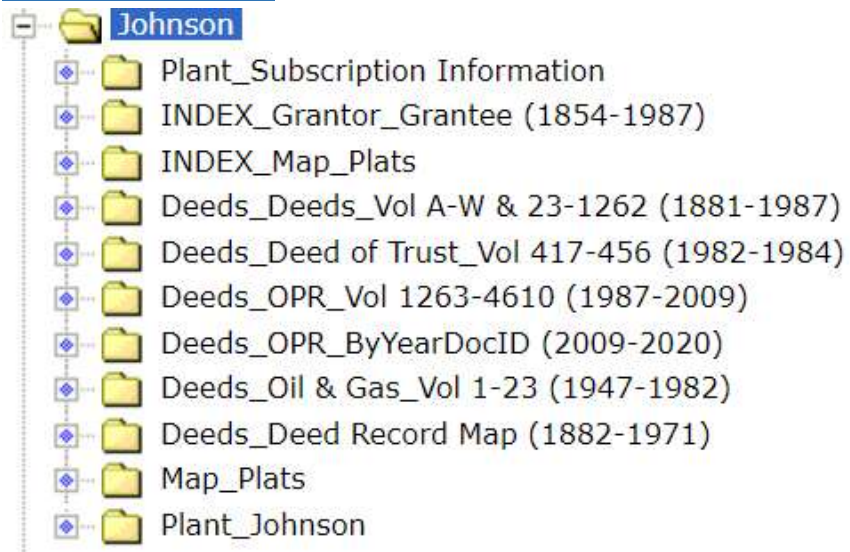 Johnson
Plant_Subscription Information
INDEX_Grantor_Grantee (1854-1987)
INDEX_Map_Plats
Deeds_Deeds_Vol A-W & 23-1262 (1881-1987)
Deeds_Deed of Trust_Vol 417-456 (1982-1984)
Deeds_OPR_Vol 1263-4610 (1987-2009)
Deeds_OPR_ByYearDocID (2009-2020)
Deeds_Oil & Gas_Vol 1-23 (1947-1982)
Deeds_Deed Record Map (1882-1971)
Map_Plats
Plant_Johnson